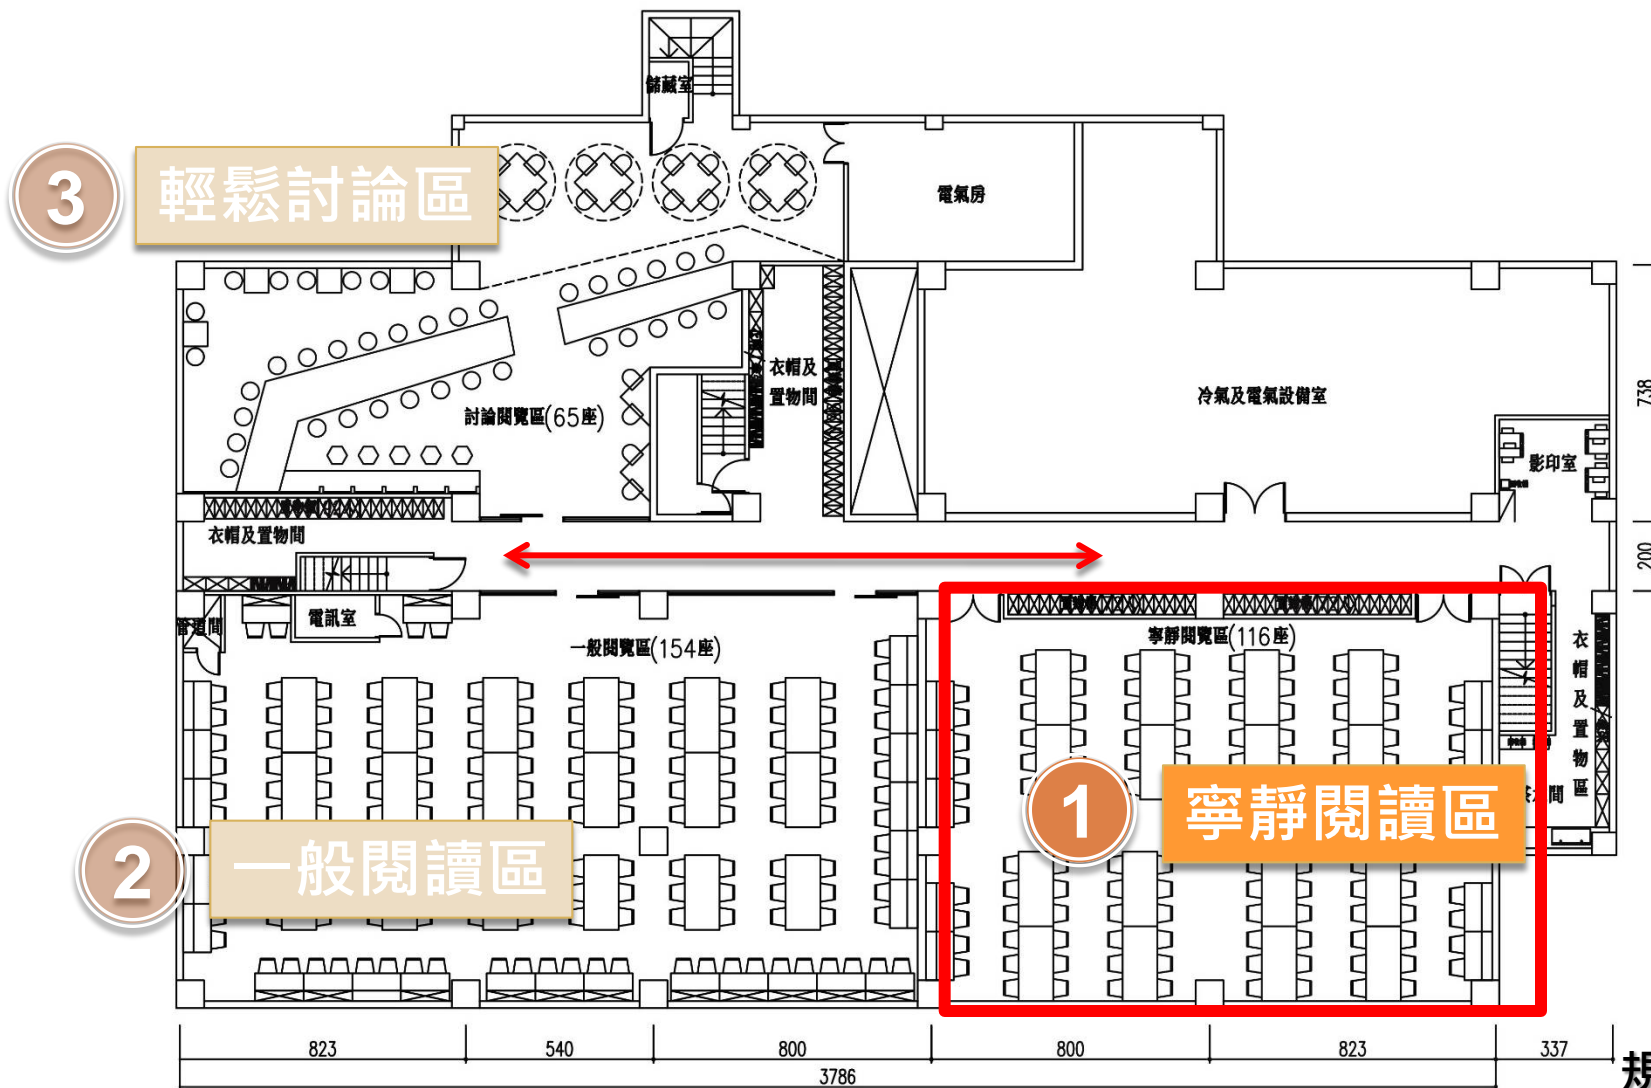 儲藏室
3
輕鬆討論區
電氣房
衣帽及
置物間
冷氣及電氣設備室
738
討論閱覽區(65座)
影印室
衣帽及置物間
200
管道間
電訊室
一般閱覽區(154座)
寧靜閱覽區(116座)
衣帽及置物區
1
寧靜閱讀區
2
一般閱讀區
823
540
800
800
823
337
3786
規